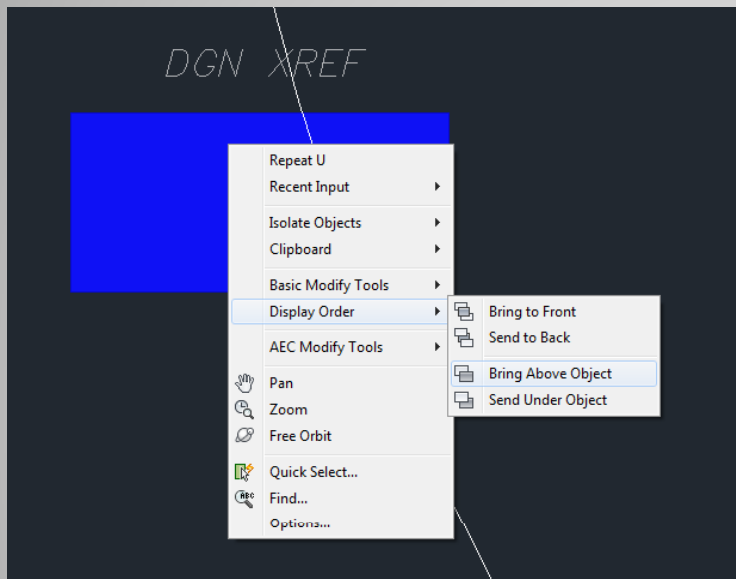 DGN XREF
Repeat U
Recent Input
Isolate Objects
Clipboard
Basic Modify Tools
Display Order
AEC Modify Tools
Pan
Zoom
Free Orbit
Quick Select...
Find...
Options...
Bring to Front
Send to Back
Bring Above Object
Send Under Object
ABC